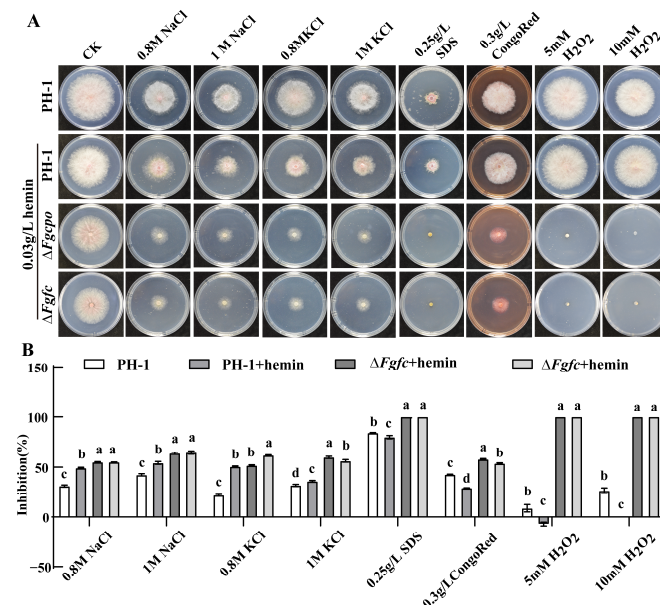 A
CK
0.8M NaCl
1 M NaCl
0.8MKCl
1M KCl
0.25g/L
SDS
0.3g/L
CongoRed
5mM
H2O2
10mM
H2O2
PH-1
0.03g/L hemin
PH-1
ΔFgcpo
ΔFgfc
B
PH-1
PH-1+hemin
ΔFgfc+hemin
ΔFgfc+hemin
Inhibition(%)
150
100
50
0
−50
c b a a
c b a a
c b b a
d c a b
b c a a
c d a b
b c a a
b c a a
0.8M NaCl
1M NaCl
0.8M KCl
1M KCl
0.25g/L SDS
0.3g/LCongoRed
5mM H2O2
10mM H2O2